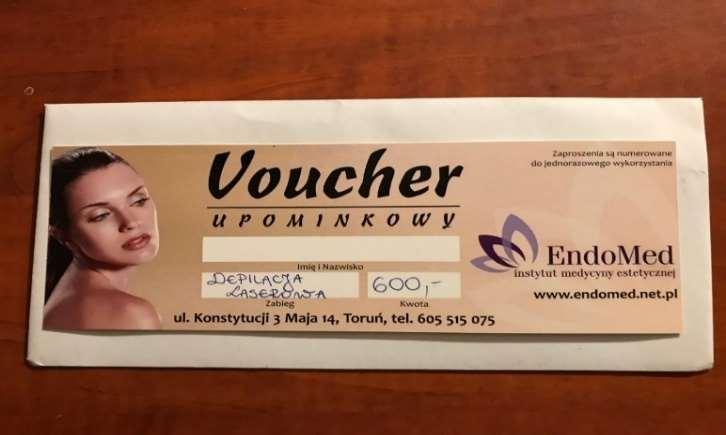 Voucher
UPOMINKOWY
Zaproszenia są numerowane
do jednorazowego wykorzystania
Imię i Nazwisko
DEPILACJA
LASEROWA
Zabieg
600,-
Kwota
EndoMed
instytut medycyny estetycznej
www.endomed.net.pl
ul. Konstytucji 3 Maja 14, Toruń, tel. 605 515 075